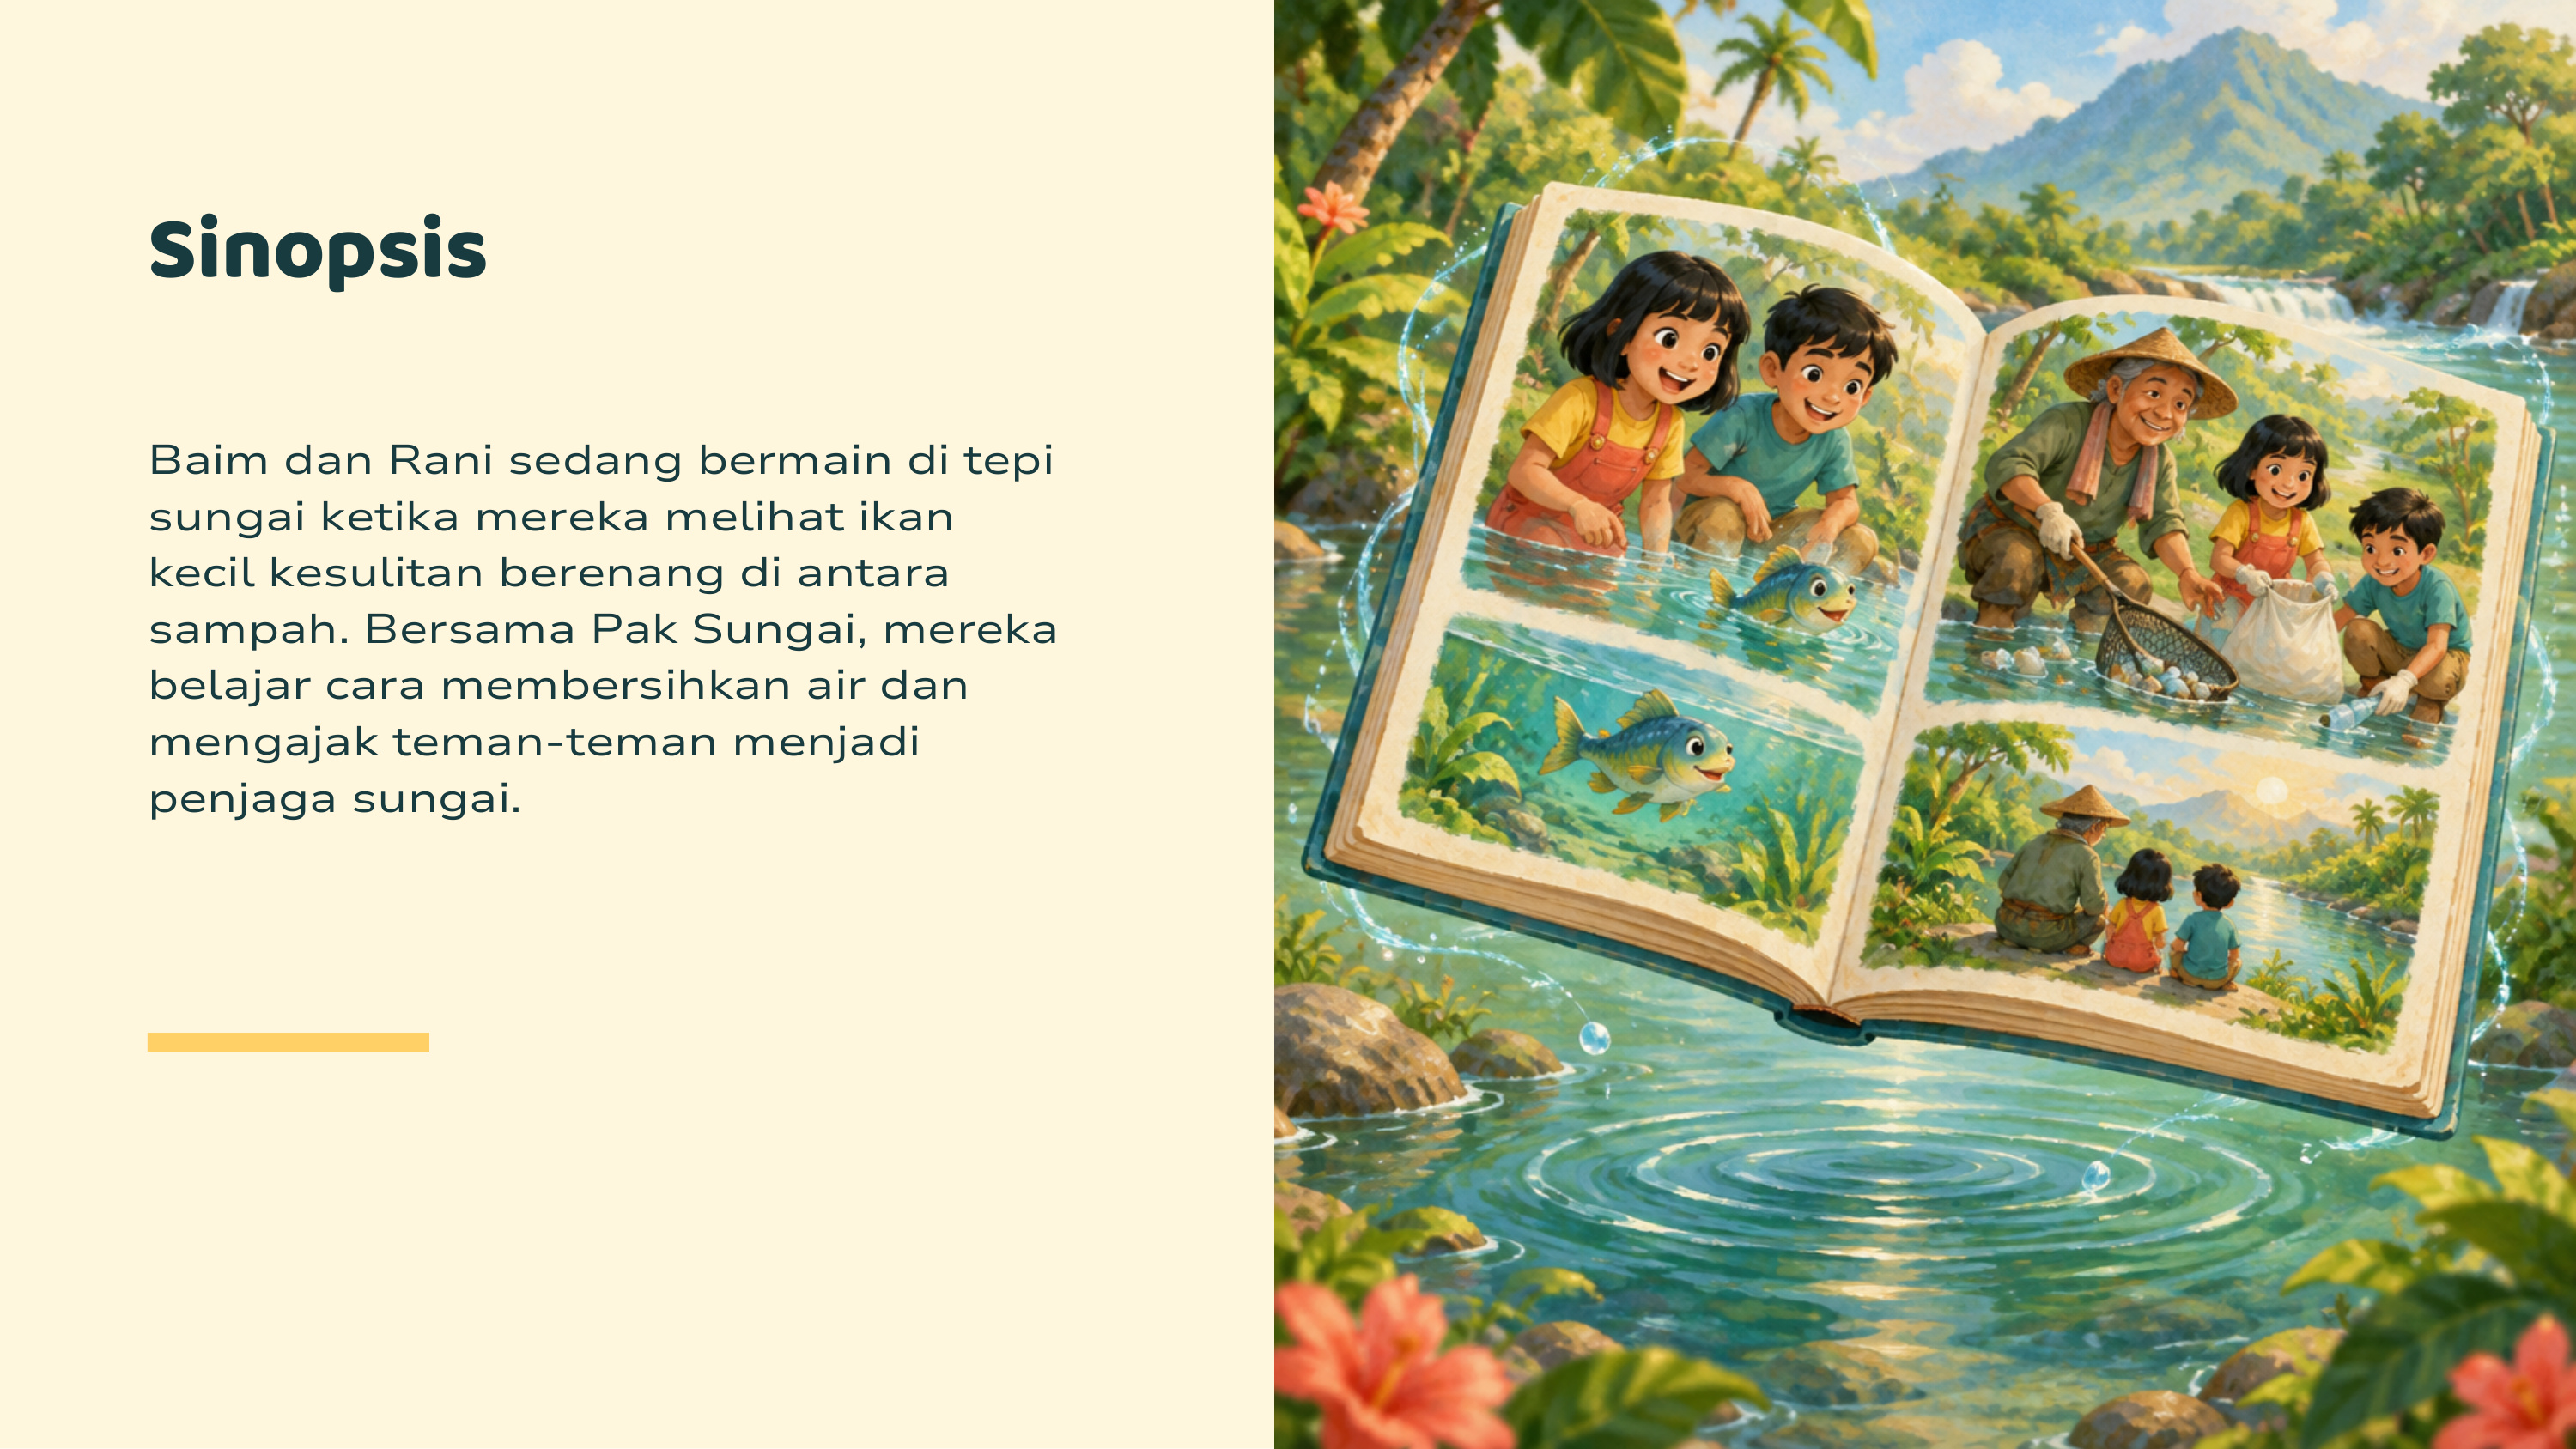 Sinopsis
Baim dan Rani sedang bermain di tepi
sungai ketika mereka melihat ikan
kecil kesulitan berenang di antara
sampah. Bersama Pak Sungai, mereka
belajar cara membersihkan air dan
mengajak teman-teman menjadi
penjaga sungai.